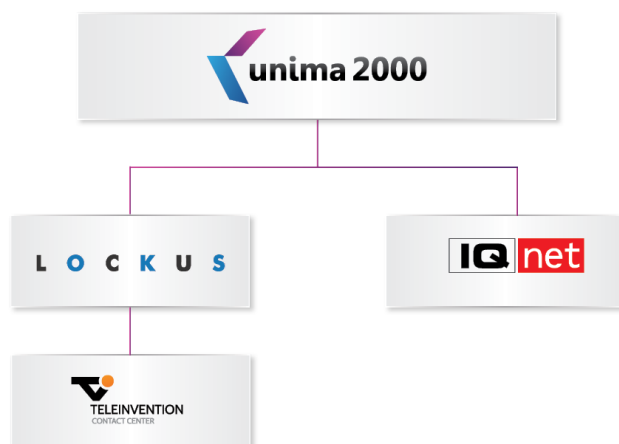 unima 2000
LOCKUS
IQ net
TELEINVENTION
CONTACT CENTER